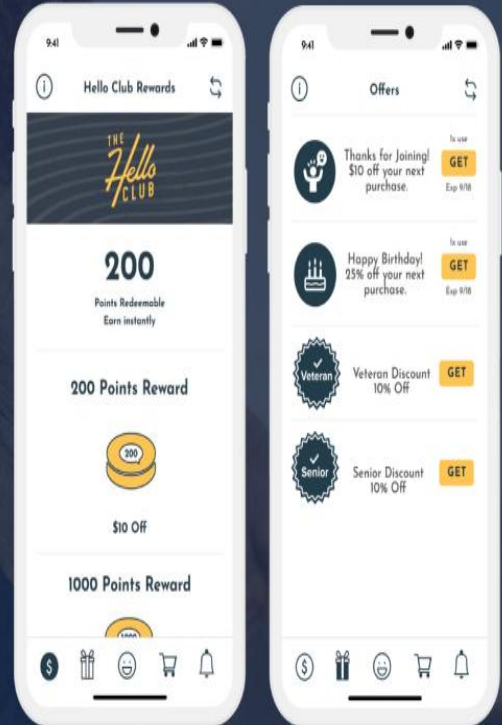 9:41
Hello Club Rewards
THE
Hello
CLUB
200
Points Redeemable
Earn instantly
200 Points Reward
200
$10 Off
1000 Points Reward
1000
$
9:41
Offers
Thanks for Joining!
$10 off your next
purchase.
1x use
GET
Exp 9/18
Happy Birthday!
25% off your next
purchase.
1x use
GET
Exp 9/18
Veteran
Veteran Discount
10% Off
GET
Senior
Senior Discount
10% Off
GET
$